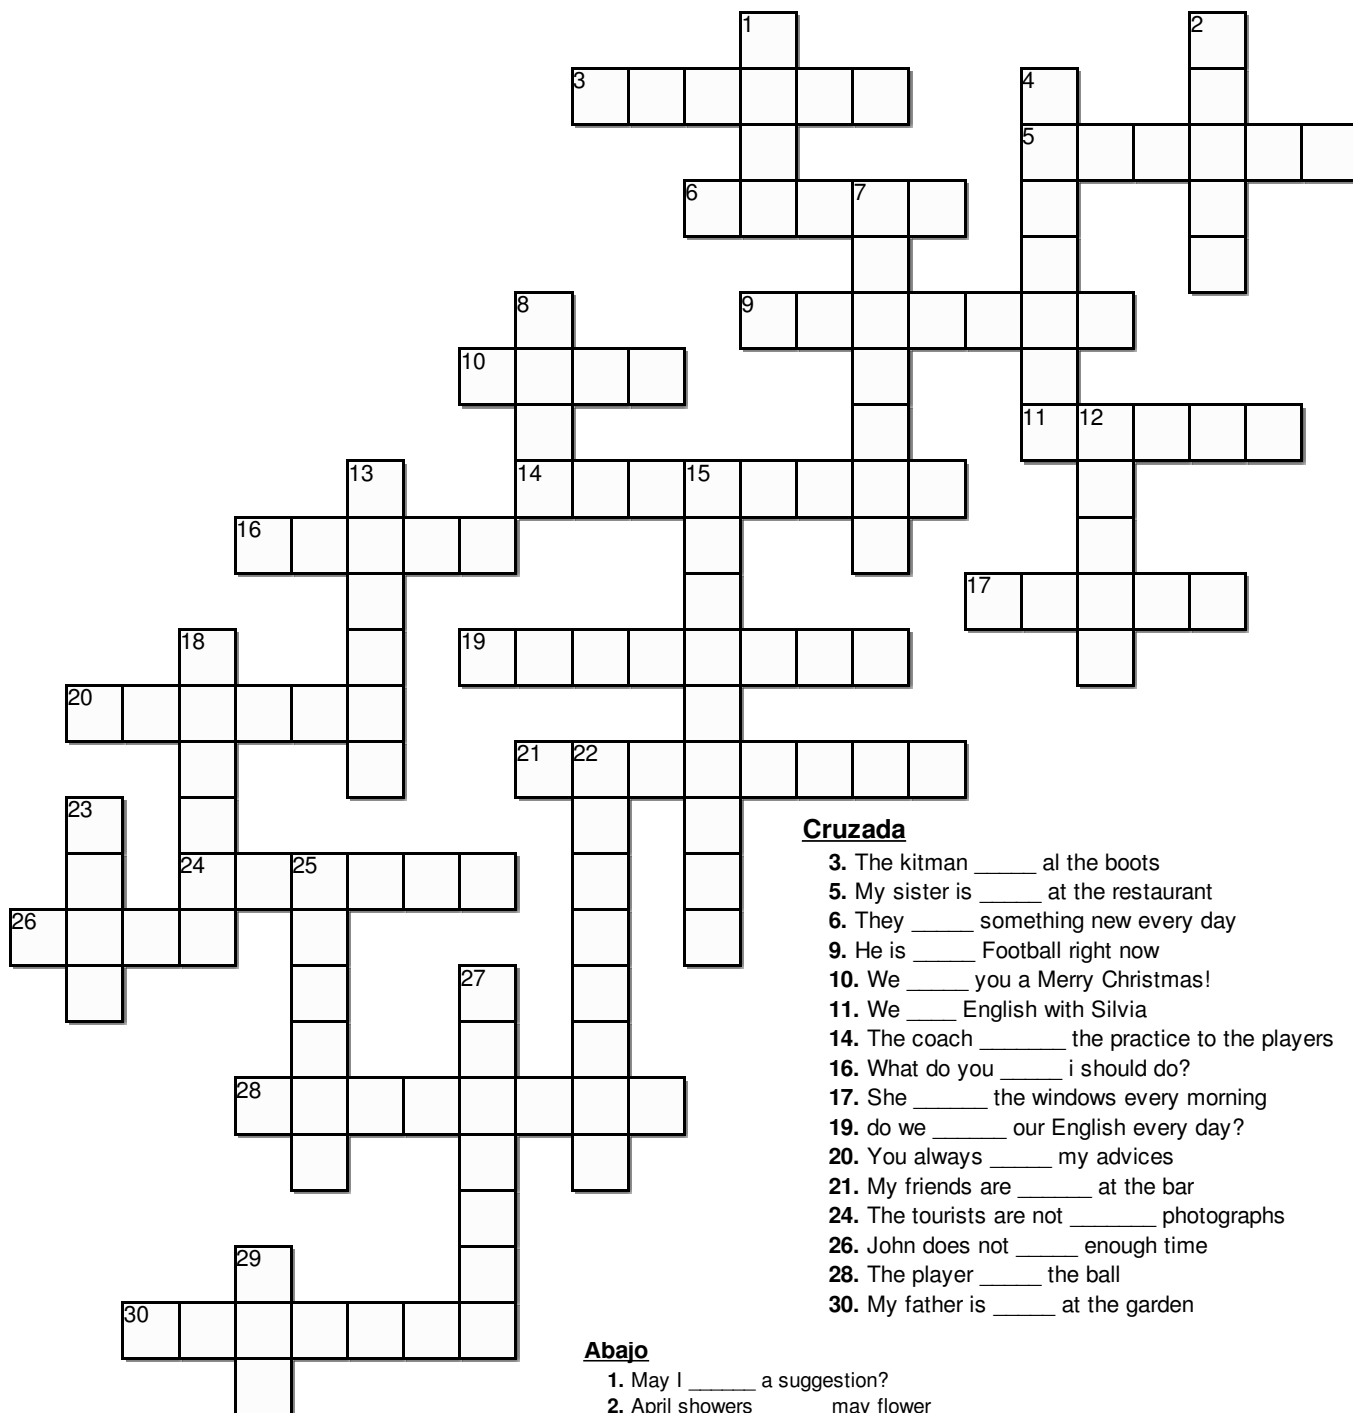 1
2
3
4
5
6
7
8
9
10
11
12
13
14
15
16
17
18
19
20
21
22
23
24
25
26
27
28
29
30
Cruzada
3. The kitman _____ al the boots
5. My sister is _____ at the restaurant
6. They _____ something new every day
9. He is _____ Football right now
10. We _____ you a Merry Christmas!
11. We ____ English with Silvia
14. The coach _______ the practice to the players
16. What do you _____ i should do?
17. She ______ the windows every morning
19. do we ______ our English every day?
20. You always _____ my advices
21. My friends are ______ at the bar
24. The tourists are not _______ photographs
26. John does not _____ enough time
28. The player _____ the ball
30. My father is _____ at the garden
Abajo
1. May I ______ a suggestion?
2. April showers ______ may flower